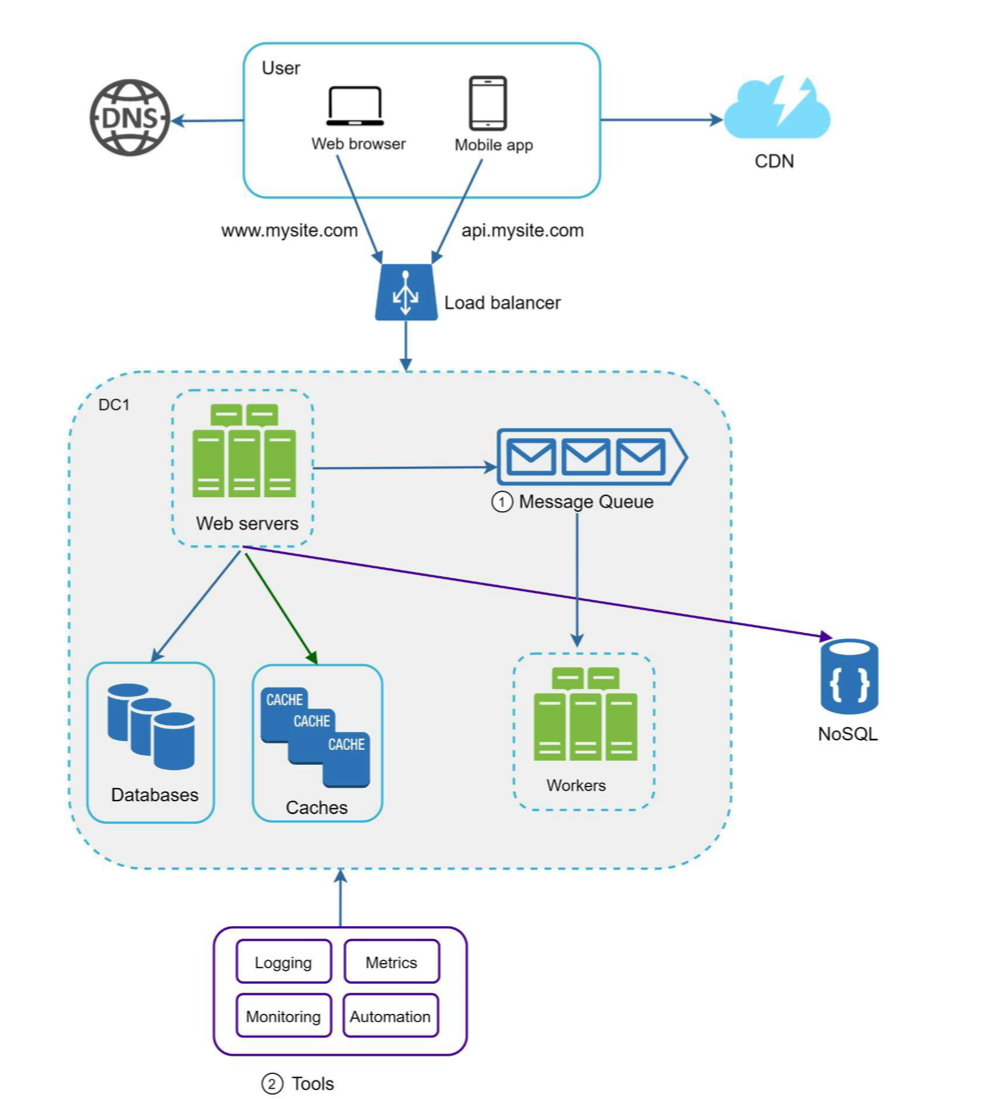 User
DNS
Web browser
Mobile app
CDN
www.mysite.com
api.mysite.com
Load balancer
DC1
Web servers
1 Message Queue
CACHE
CACHE
CACHE
Databases
Caches
Workers
{ }
NoSQL
Logging
Metrics
Monitoring
Automation
2 Tools